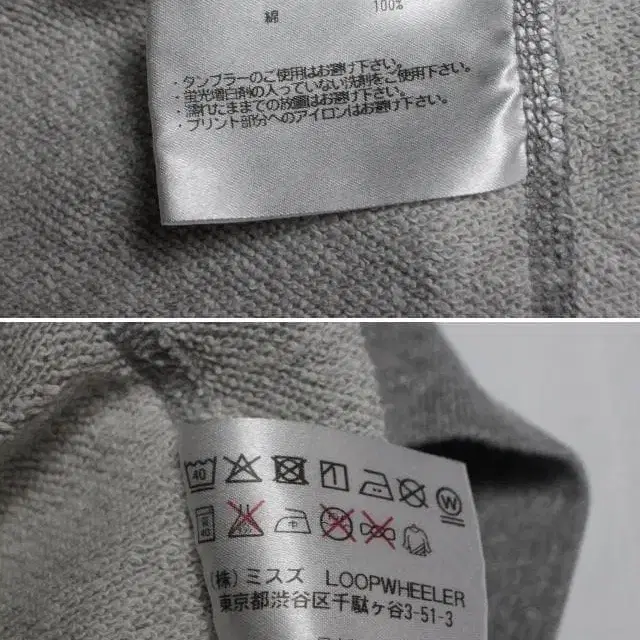 綿 100%
・タンブラーのご使用はお避け下さい。
・蛍光増白剤の入っていない洗剤をご使用下さい。
・濡れたままでの放置はお避け下さい。
・プリント部分へのアイロンはお避け下さい。
40
40
(株)ミスズ LOOPWHEELER
東京都渋谷区千駄ヶ谷3-51-3